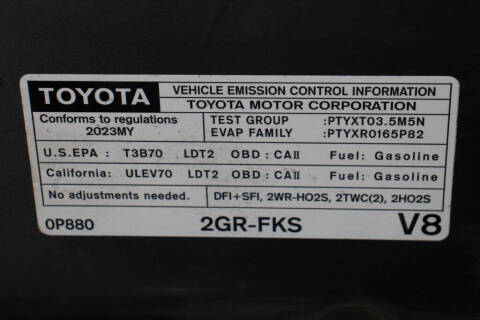 TOYOTA
VEHICLE EMISSION CONTROL INFORMATION
TOYOTA MOTOR CORPORATION
Conforms to regulations
2023MY
TEST GROUP :PTYXT03.5M5N
EVAP FAMILY :PTYXR0165P82
U.S.EPA : T3B70 LDT2 OBD : CAII Fuel: Gasoline
California: ULEV70 LDT2 OBD : CAII Fuel: Gasoline
No adjustments needed.
DFI+SFI, 2WR-HO2S, 2TWC(2), 2HO2S
0P880 2GR-FKS V8